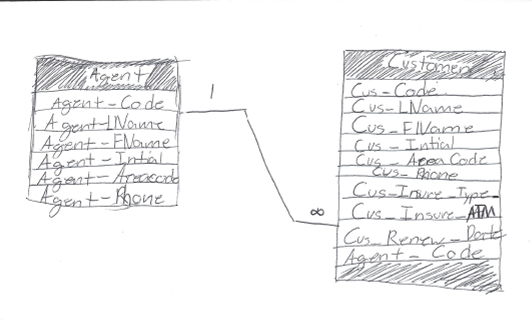 Agent
Agent-Code
Agent-LName
Agent-FName
Agent-Intial
Agent-Areacode
Agent-Phone
1
∞
Customer
Cus-Code
Cus-LName
Cus-FName
Cus-Intial
Cus-Area Code
Cus-Phone
Cus-Insure-Type
Cus-Insure-ATM
Cus-Renew-Date
Agent-Code